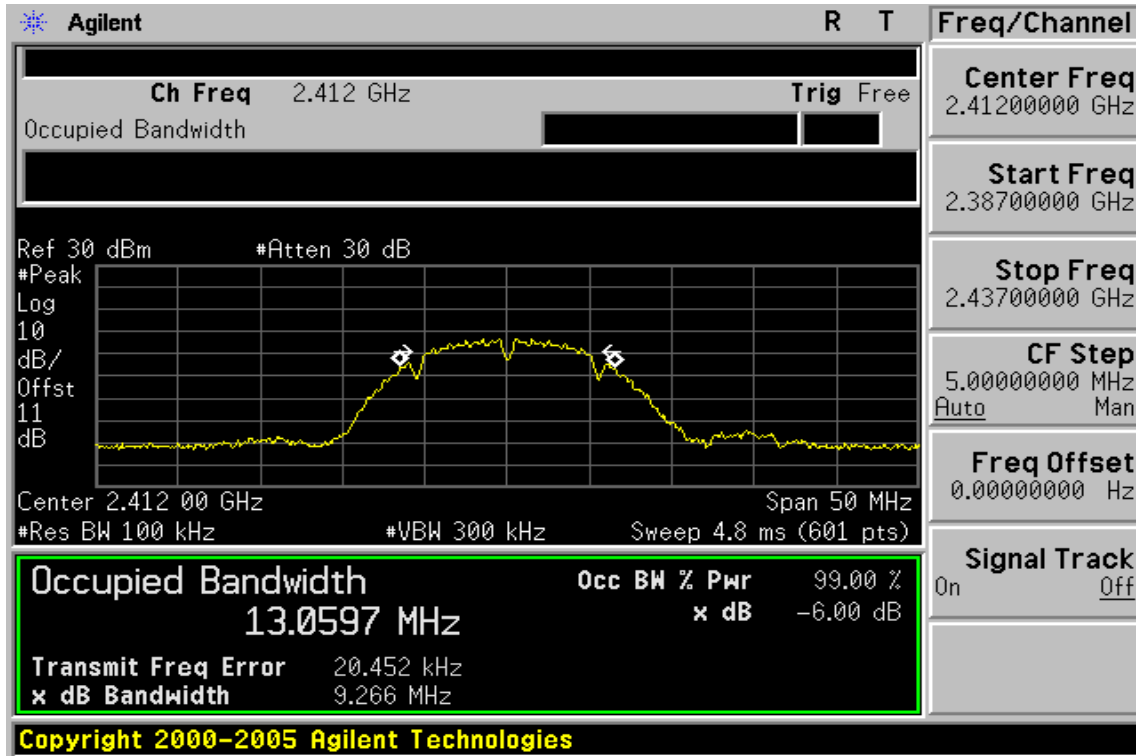 Agilent R T
Ch Freq 2.412 GHz Trig Free
Occupied Bandwidth
Ref 30 dBm #Atten 30 dB
#Peak
Log
10
dB/
Offst
11
dB
Center 2.412 00 GHz Span 50 MHz
#Res BW 100 kHz #VBW 300 kHz Sweep 4.8 ms (601 pts)
Occupied Bandwidth
13.0597 MHz
Occ BW % Pwr 99.00 %
x dB -6.00 dB
Transmit Freq Error 20.452 kHz
x dB Bandwidth 9.266 MHz
Copyright 2000-2005 Agilent Technologies
Freq/Channel
Center Freq
2.41200000 GHz
Start Freq
2.38700000 GHz
Stop Freq
2.43700000 GHz
CF Step
5.00000000 MHz
Auto Man
Freq Offset
0.00000000 Hz
Signal Track
On Off